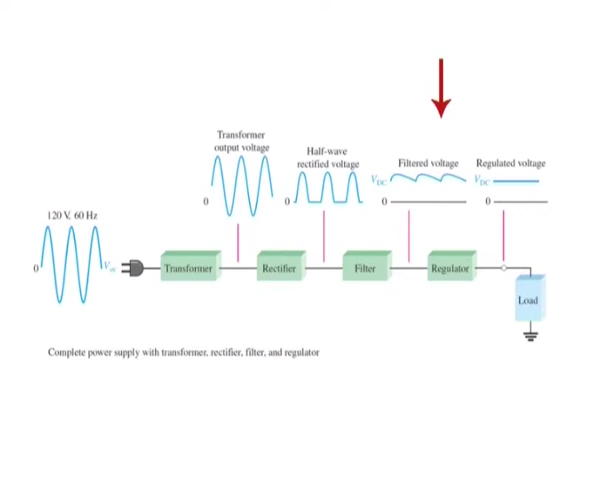 Transformer
output voltage
Half-wave
rectified voltage
Filtered voltage
Regulated voltage
V_DC
V_DC
0
0
0
0
120 V, 60 Hz
0
V_in
Transformer
Rectifier
Filter
Regulator
Load
Complete power supply with transformer, rectifier, filter, and regulator